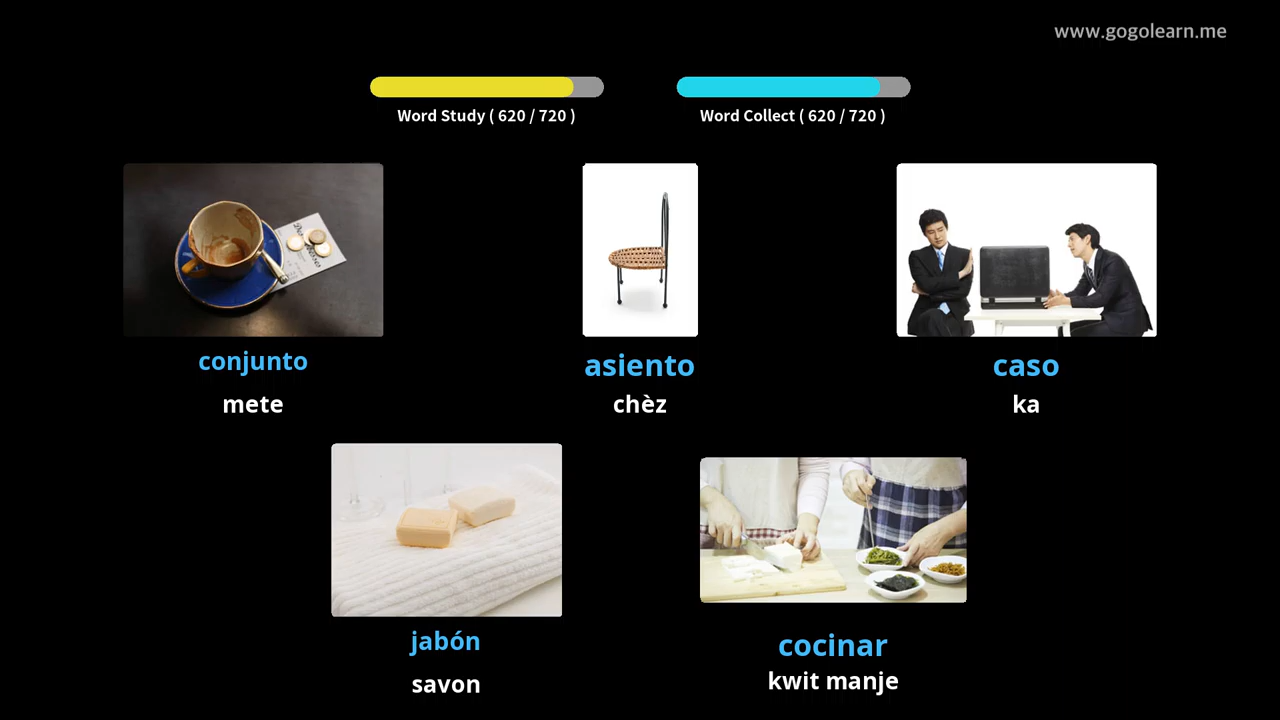 www.gogolearn.me
Word Study ( 620 / 720 )
Word Collect ( 620 / 720 )
conjunto
mete
asiento
chèz
caso
ka
jabón
savon
cocinar
kwit manje